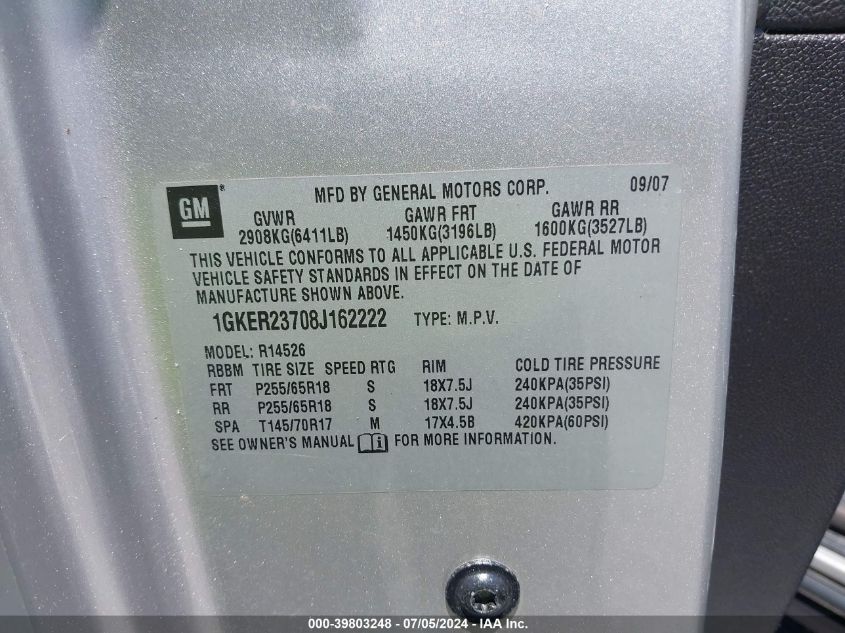 GM
MFD BY GENERAL MOTORS CORP. 09/07
GVWR GAWR FRT GAWR RR
2908KG(6411LB) 1450KG(3196LB) 1600KG(3527LB)
THIS VEHICLE CONFORMS TO ALL APPLICABLE U.S. FEDERAL MOTOR
VEHICLE SAFETY STANDARDS IN EFFECT ON THE DATE OF
MANUFACTURE SHOWN ABOVE.
1GKER23708J162222 TYPE: M.P.V.
MODEL: R14526
RBBM TIRE SIZE SPEED RTG RIM COLD TIRE PRESSURE
FRT P255/65R18 S 18X7.5J 240KPA(35PSI)
RR P255/65R18 S 18X7.5J 240KPA(35PSI)
SPA T145/70R17 M 17X4.5B 420KPA(60PSI)
SEE OWNER'S MANUAL FOR MORE INFORMATION.
000-39803248 - 07/05/2024 - IAA Inc.